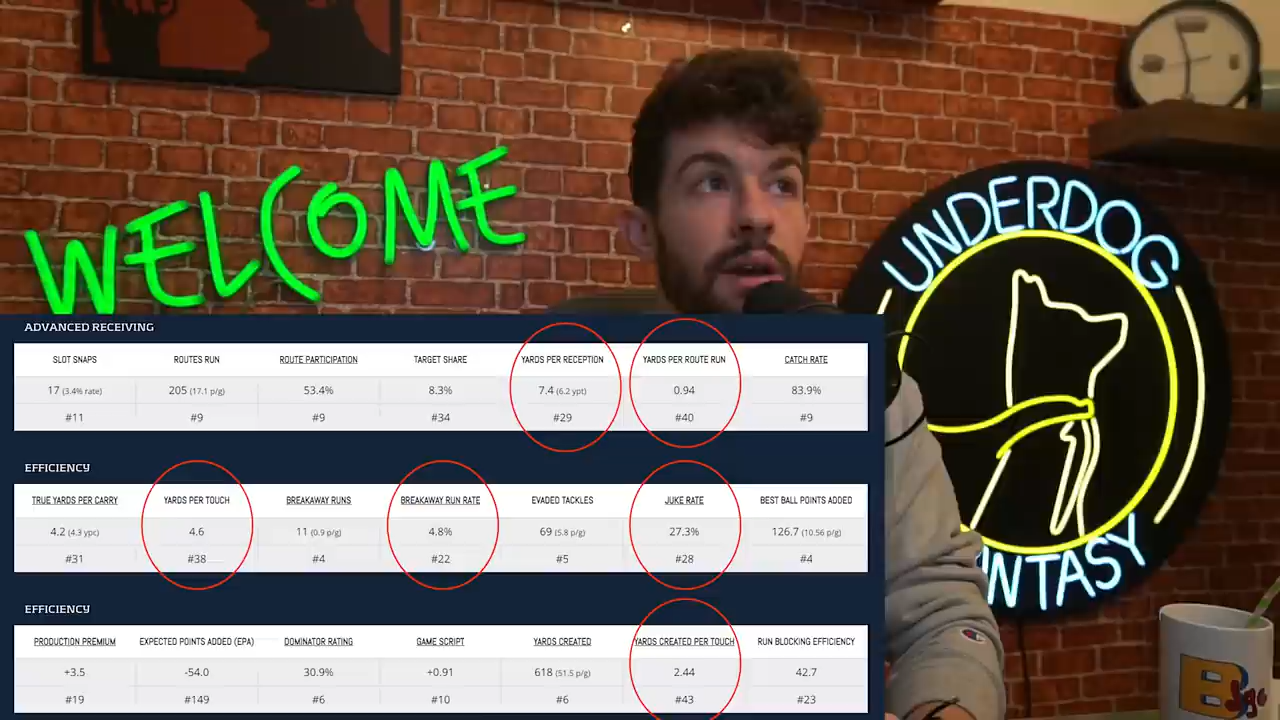 WELCOME
UNDERDOG
FANTASY
ADVANCED RECEIVING
SLOT SNAPS ROUTES RUN ROUTE PARTICIPATION TARGET SHARE YARDS PER RECEPTION YARDS PER ROUTE RUN CATCH RATE
17 (3.4% rate) 205 (17.1 p/g) 53.4% 8.3% 7.4 (6.2 ypt) 0.94 83.9%
#11 #9 #9 #34 #29 #40 #9
EFFICIENCY
TRUE YARDS PER CARRY YARDS PER TOUCH BREAKAWAY RUNS BREAKAWAY RUN RATE EVADED TACKLES JUKE RATE BEST BALL POINTS ADDED
4.2 (4.3 ypc) 4.6 11 (0.9 p/g) 4.8% 69 (5.8 p/g) 27.3% 126.7 (10.56 p/g)
#31 #38 #4 #22 #5 #28 #4
EFFICIENCY
PRODUCTION PREMIUM EXPECTED POINTS ADDED (EPA) DOMINATOR RATING GAME SCRIPT YARDS CREATED YARDS CREATED PER TOUCH RUN BLOCKING EFFICIENCY
+3.5 -54.0 30.9% +0.91 618 (51.5 p/g) 2.44 42.7
#19 #149 #6 #10 #6 #43 #23